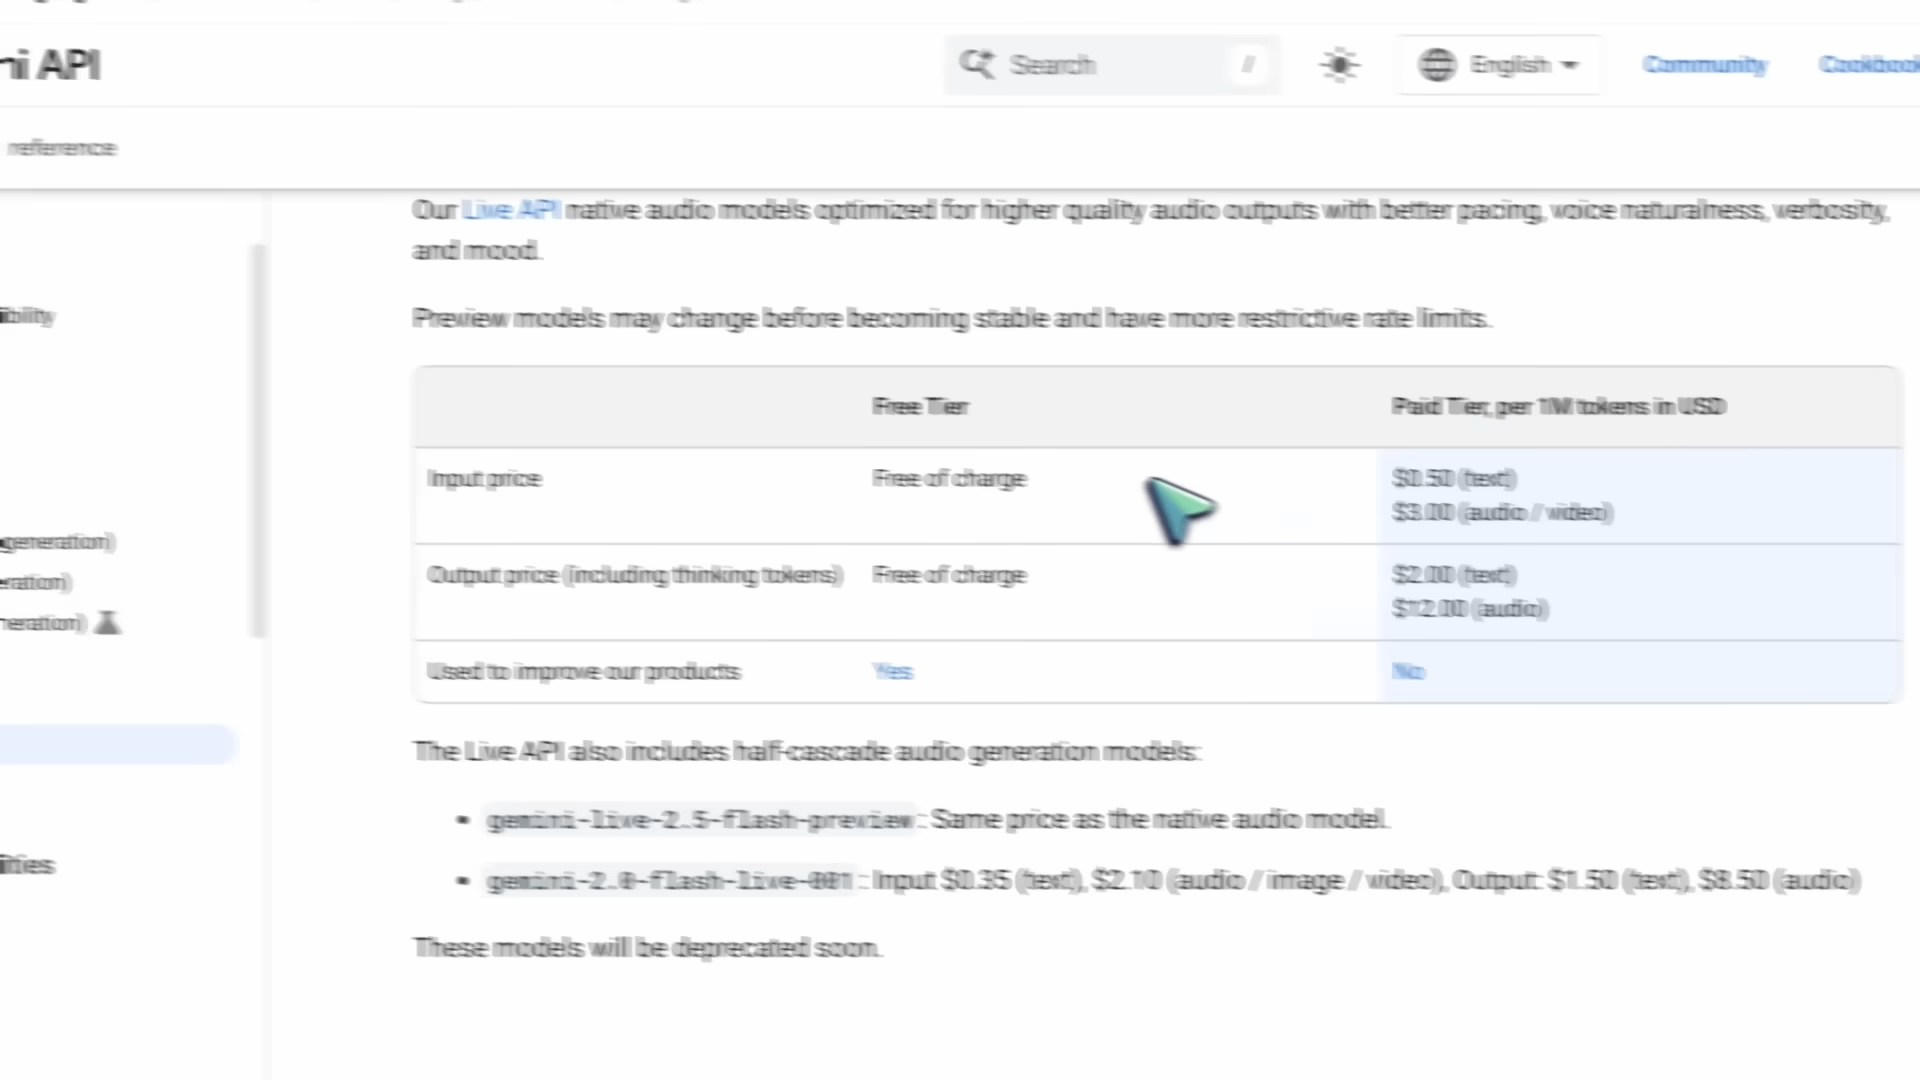 ni API
Search /
English
Community
Cookbook
reference
ibility
generation)
eration)
neration)
ities
Our Live API native audio models optimized for higher quality audio outputs with better pacing, voice naturalness, verbosity,
and mood.
Preview models may change before becoming stable and have more restrictive rate limits.
Free Tier
Paid Tier, per 1M tokens in USD
Input price
Free of charge
$0.50 (text)
$3.00 (audio / video)
Output price (including thinking tokens)
Free of charge
$2.00 (text)
$12.00 (audio)
Used to improve our products
Yes
No
The Live API also includes half-cascade audio generation models:
• gemini-live-2.5-flash-preview : Same price as the native audio model.
• gemini-2.0-flash-live-001 : Input $0.35 (text), $2.10 (audio / image / video), Output: $1.50 (text), $8.50 (audio)
These models will be deprecated soon.